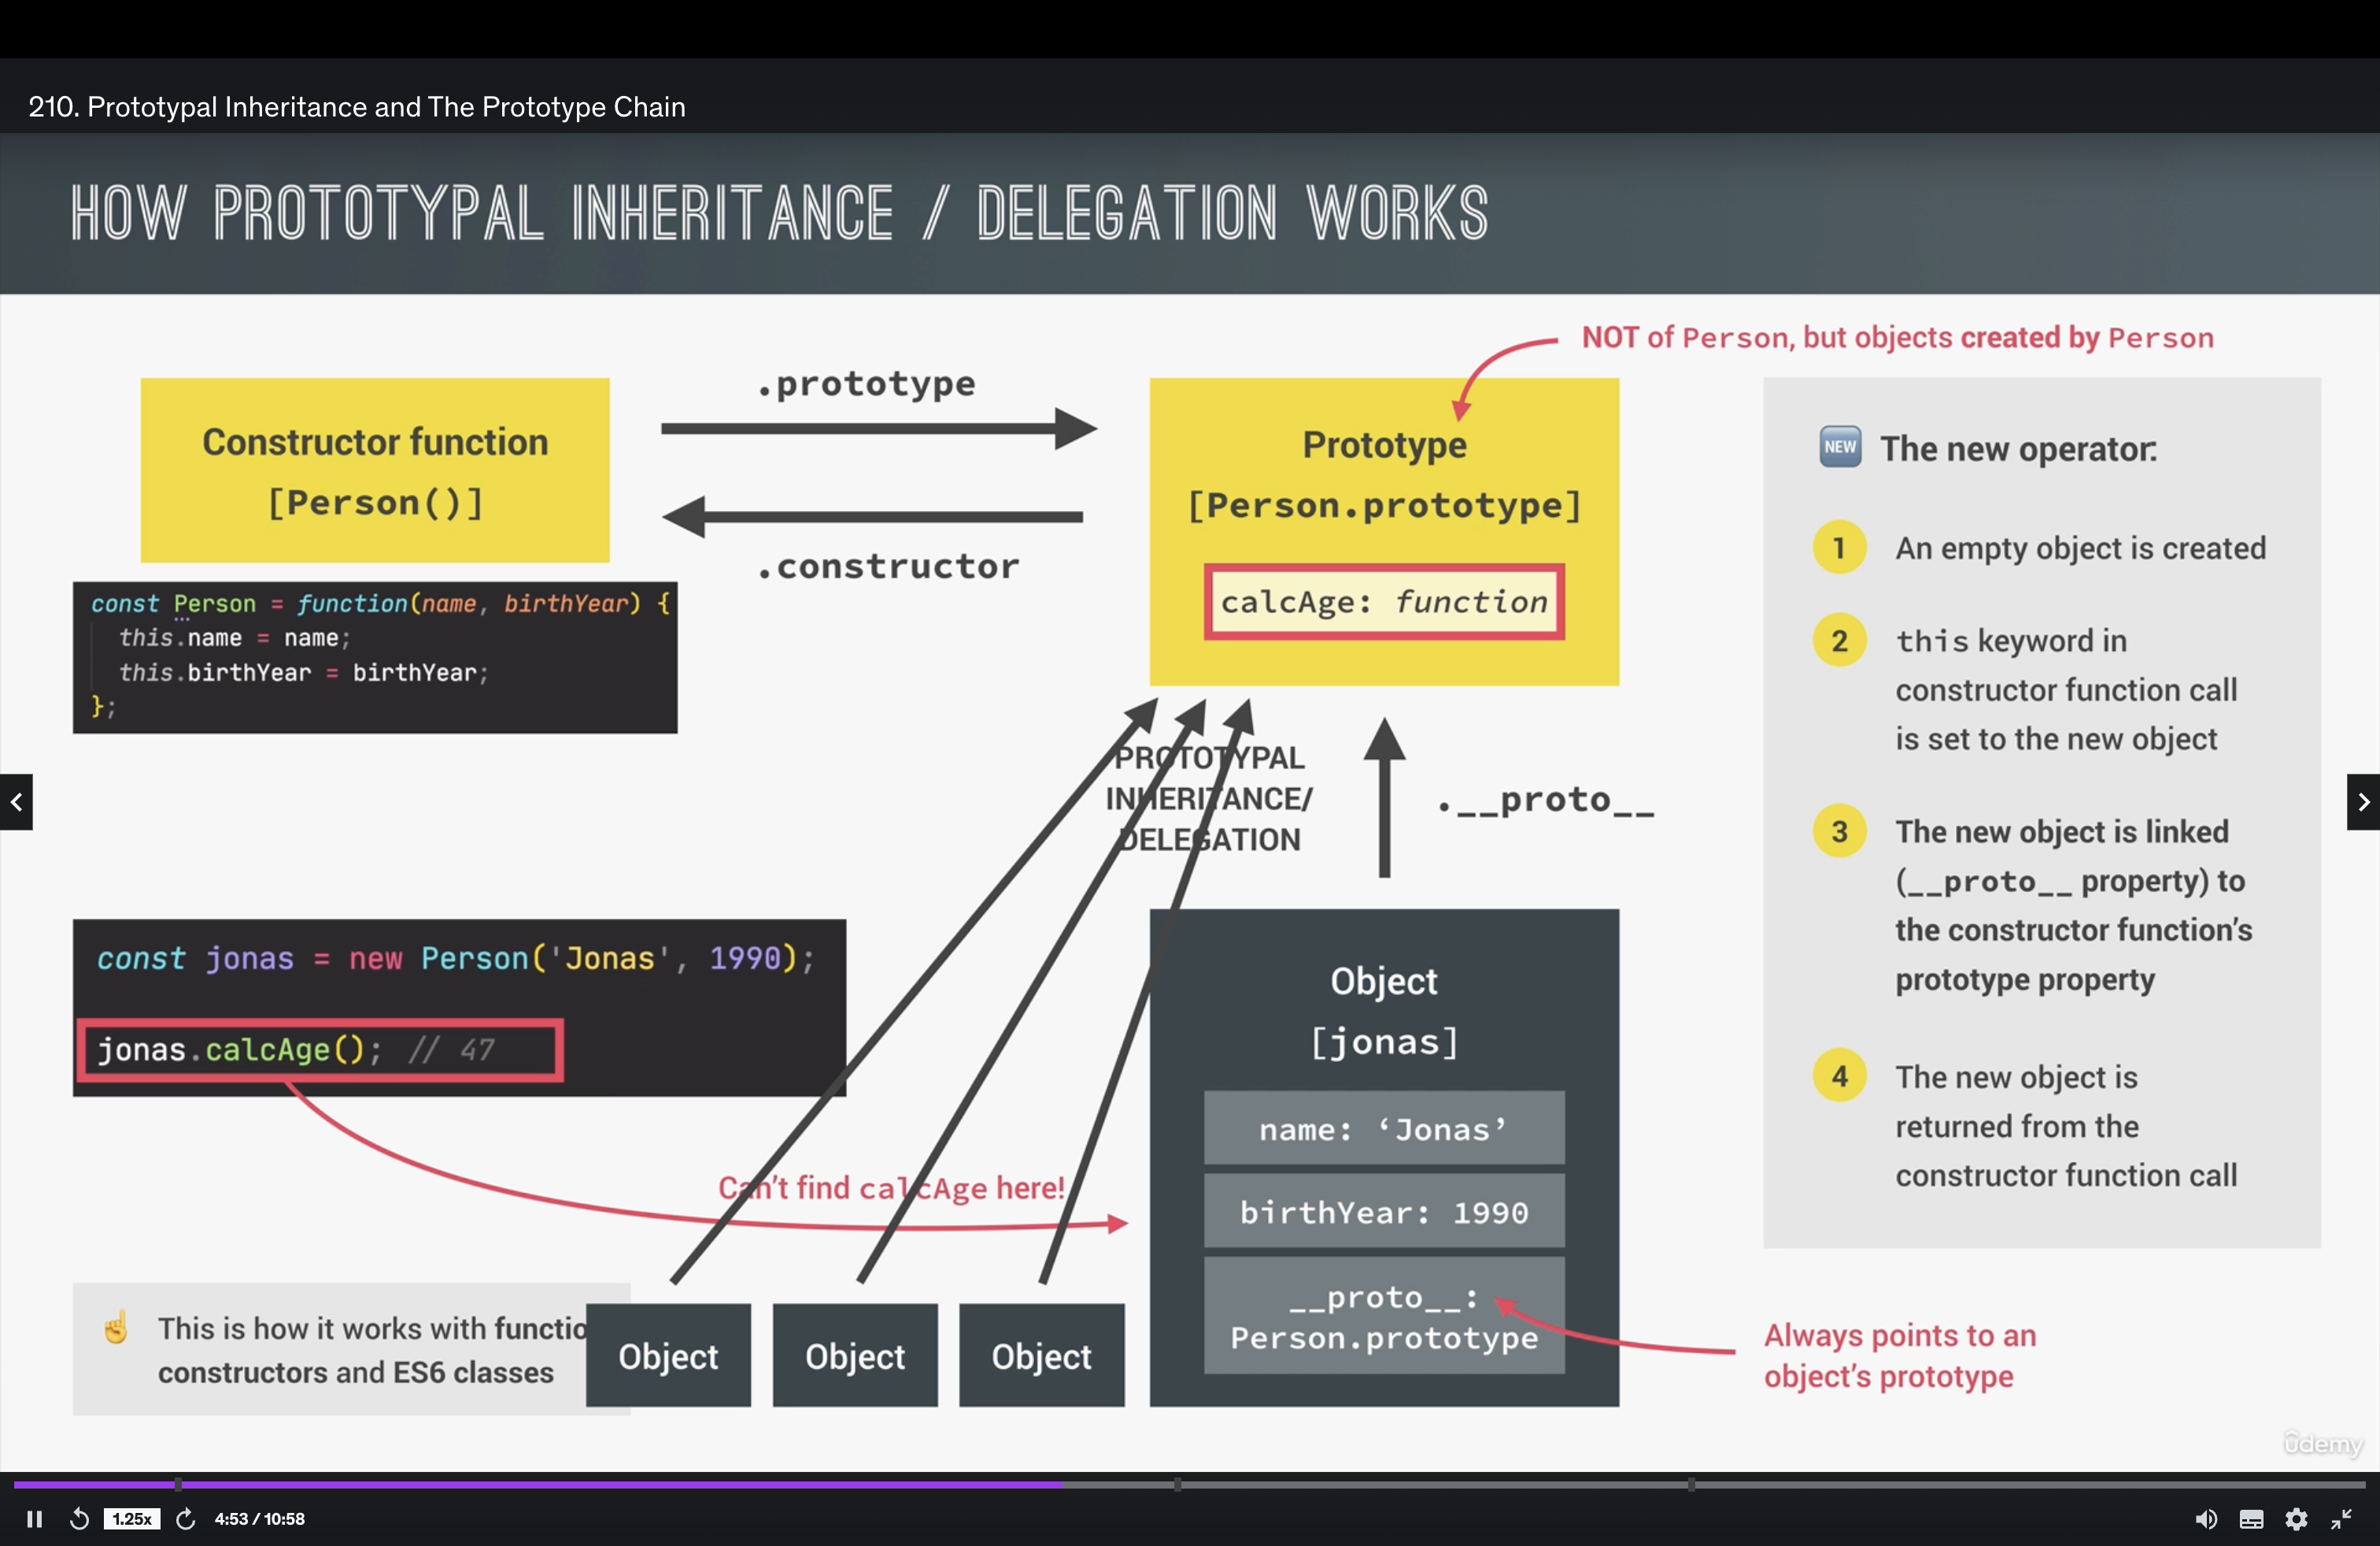 210. Prototypal Inheritance and The Prototype Chain
HOW PROTOTYPAL INHERITANCE / DELEGATION WORKS
NOT of Person, but objects created by Person
Constructor function
[Person()]
.prototype
.constructor
Prototype
[Person.prototype]
calcAge: function
const Person = function(name, birthYear) {
this.name = name;
this.birthYear = birthYear;
};
PROTOTYPAL
INHERITANCE/
DELEGATION
.__proto__
const jonas = new Person('Jonas', 1990);
jonas.calcAge(); // 47
Can't find calcAge here!
Object
[jonas]
name: ‘Jonas’
birthYear: 1990
__proto__:
Person.prototype
☝️ This is how it works with functio
constructors and ES6 classes
Object
Object
Object
NEW The new operator:
1 An empty object is created
2 this keyword in
constructor function call
is set to the new object
3 The new object is linked
(__proto__ property) to
the constructor function’s
prototype property
4 The new object is
returned from the
constructor function call
Always points to an
object’s prototype
ûdemy
1.25x
4:53 / 10:58